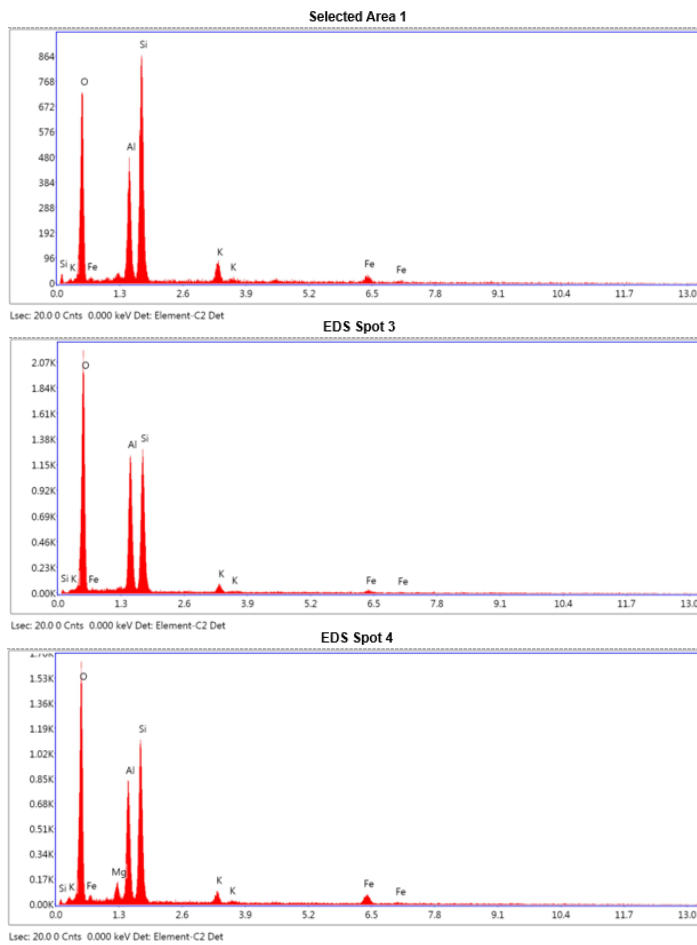 Selected Area 1
864
768
672
576
480
384
288
192
96
0
O
Si
Al
Si K Fe
K
K
Fe
Fe
0.0 1.3 2.6 3.9 5.2 6.5 7.8 9.1 10.4 11.7 13.0
Lsec: 20.0 0 Cnts 0.000 keV Det: Element-C2 Det
EDS Spot 3
2.07K
1.84K
1.61K
1.38K
1.15K
0.92K
0.69K
0.46K
0.23K
0.00K
O
Al
Si
Si K Fe
K
K
Fe
Fe
0.0 1.3 2.6 3.9 5.2 6.5 7.8 9.1 10.4 11.7 13.0
Lsec: 20.0 0 Cnts 0.000 keV Det: Element-C2 Det
EDS Spot 4
1.70K
1.53K
1.36K
1.19K
1.02K
0.85K
0.68K
0.51K
0.34K
0.17K
0.00K
O
Si
Al
Mg
Si K Fe
K
K
Fe
Fe
0.0 1.3 2.6 3.9 5.2 6.5 7.8 9.1 10.4 11.7 13.0
Lsec: 20.0 0 Cnts 0.000 keV Det: Element-C2 Det